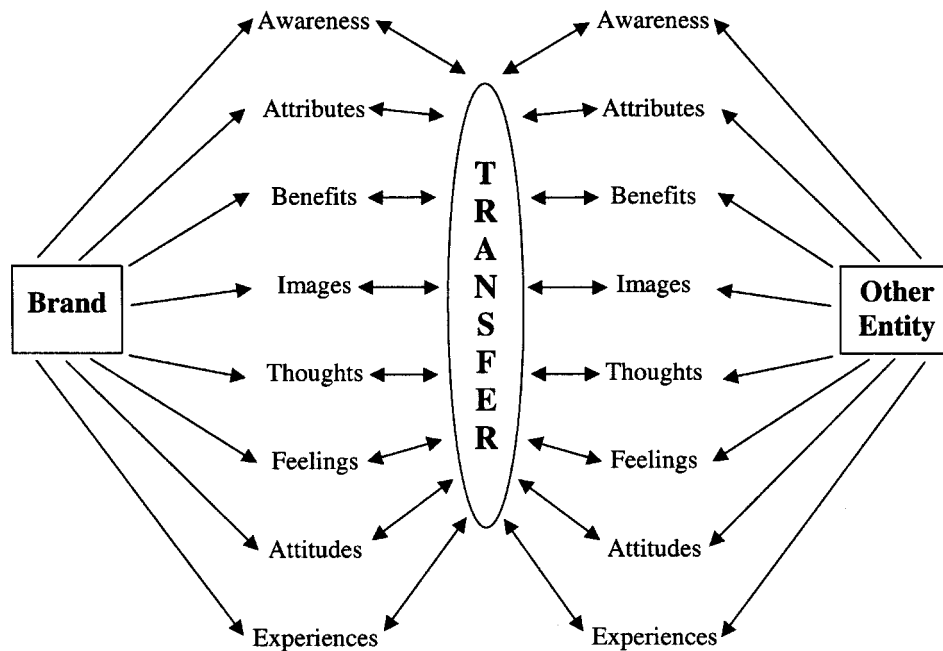 Awareness
Awareness
Attributes
Attributes
Benefits
Benefits
Images
Images
Thoughts
Thoughts
Feelings
Feelings
Attitudes
Attitudes
Experiences
Experiences
Brand
TRANSFER
Other
Entity